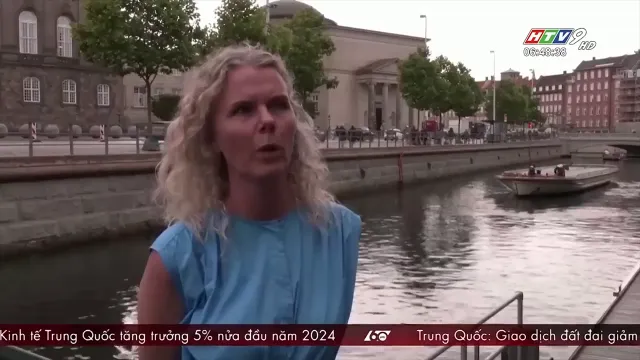 HTV9 HD
06:48:38
Kinh tế Trung Quốc tăng trưởng 5% nửa đầu năm 2024 60 Trung Quốc: Giao dịch đất đai giảm